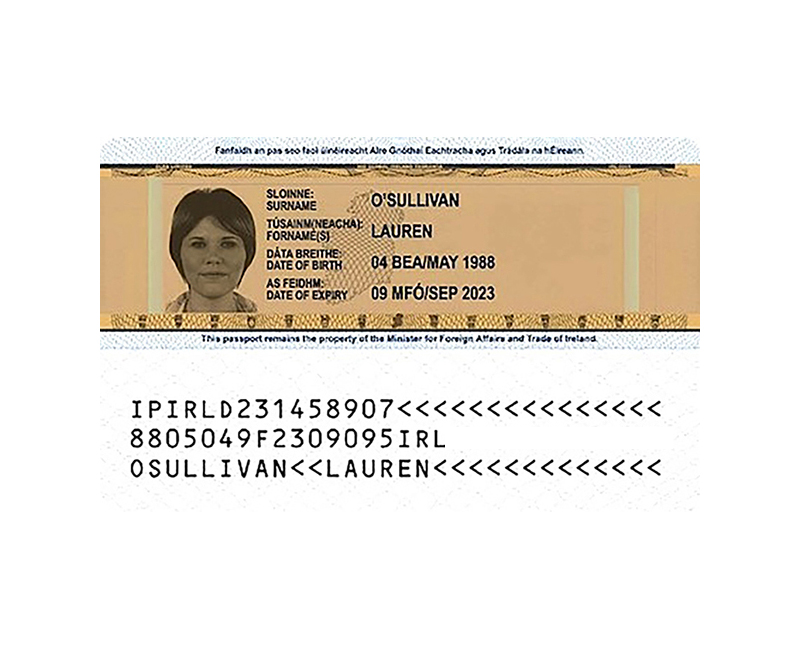 Fanfaidh an pas seo faoi úinéireacht Aire Gnóthaí Eachtracha agus Trádála na hÉireann.
SLOINNE:
SURNAME
O'SULLIVAN
TÚSAINM(NEACHA):
FORNAME(S)
LAUREN
DÁTA BREITHE:
DATE OF BIRTH
04 BEA/MAY 1988
AS FEIDHM:
DATE OF EXPIRY
09 MFÓ/SEP 2023
This passport remains the property of the Minister for Foreign Affairs and Trade of Ireland.
IPIRLD231458907<<<<<<<<<<<<<<<
8805049F2309095IRL
OSULLIVAN<<LAUREN<<<<<<<<<<<<<